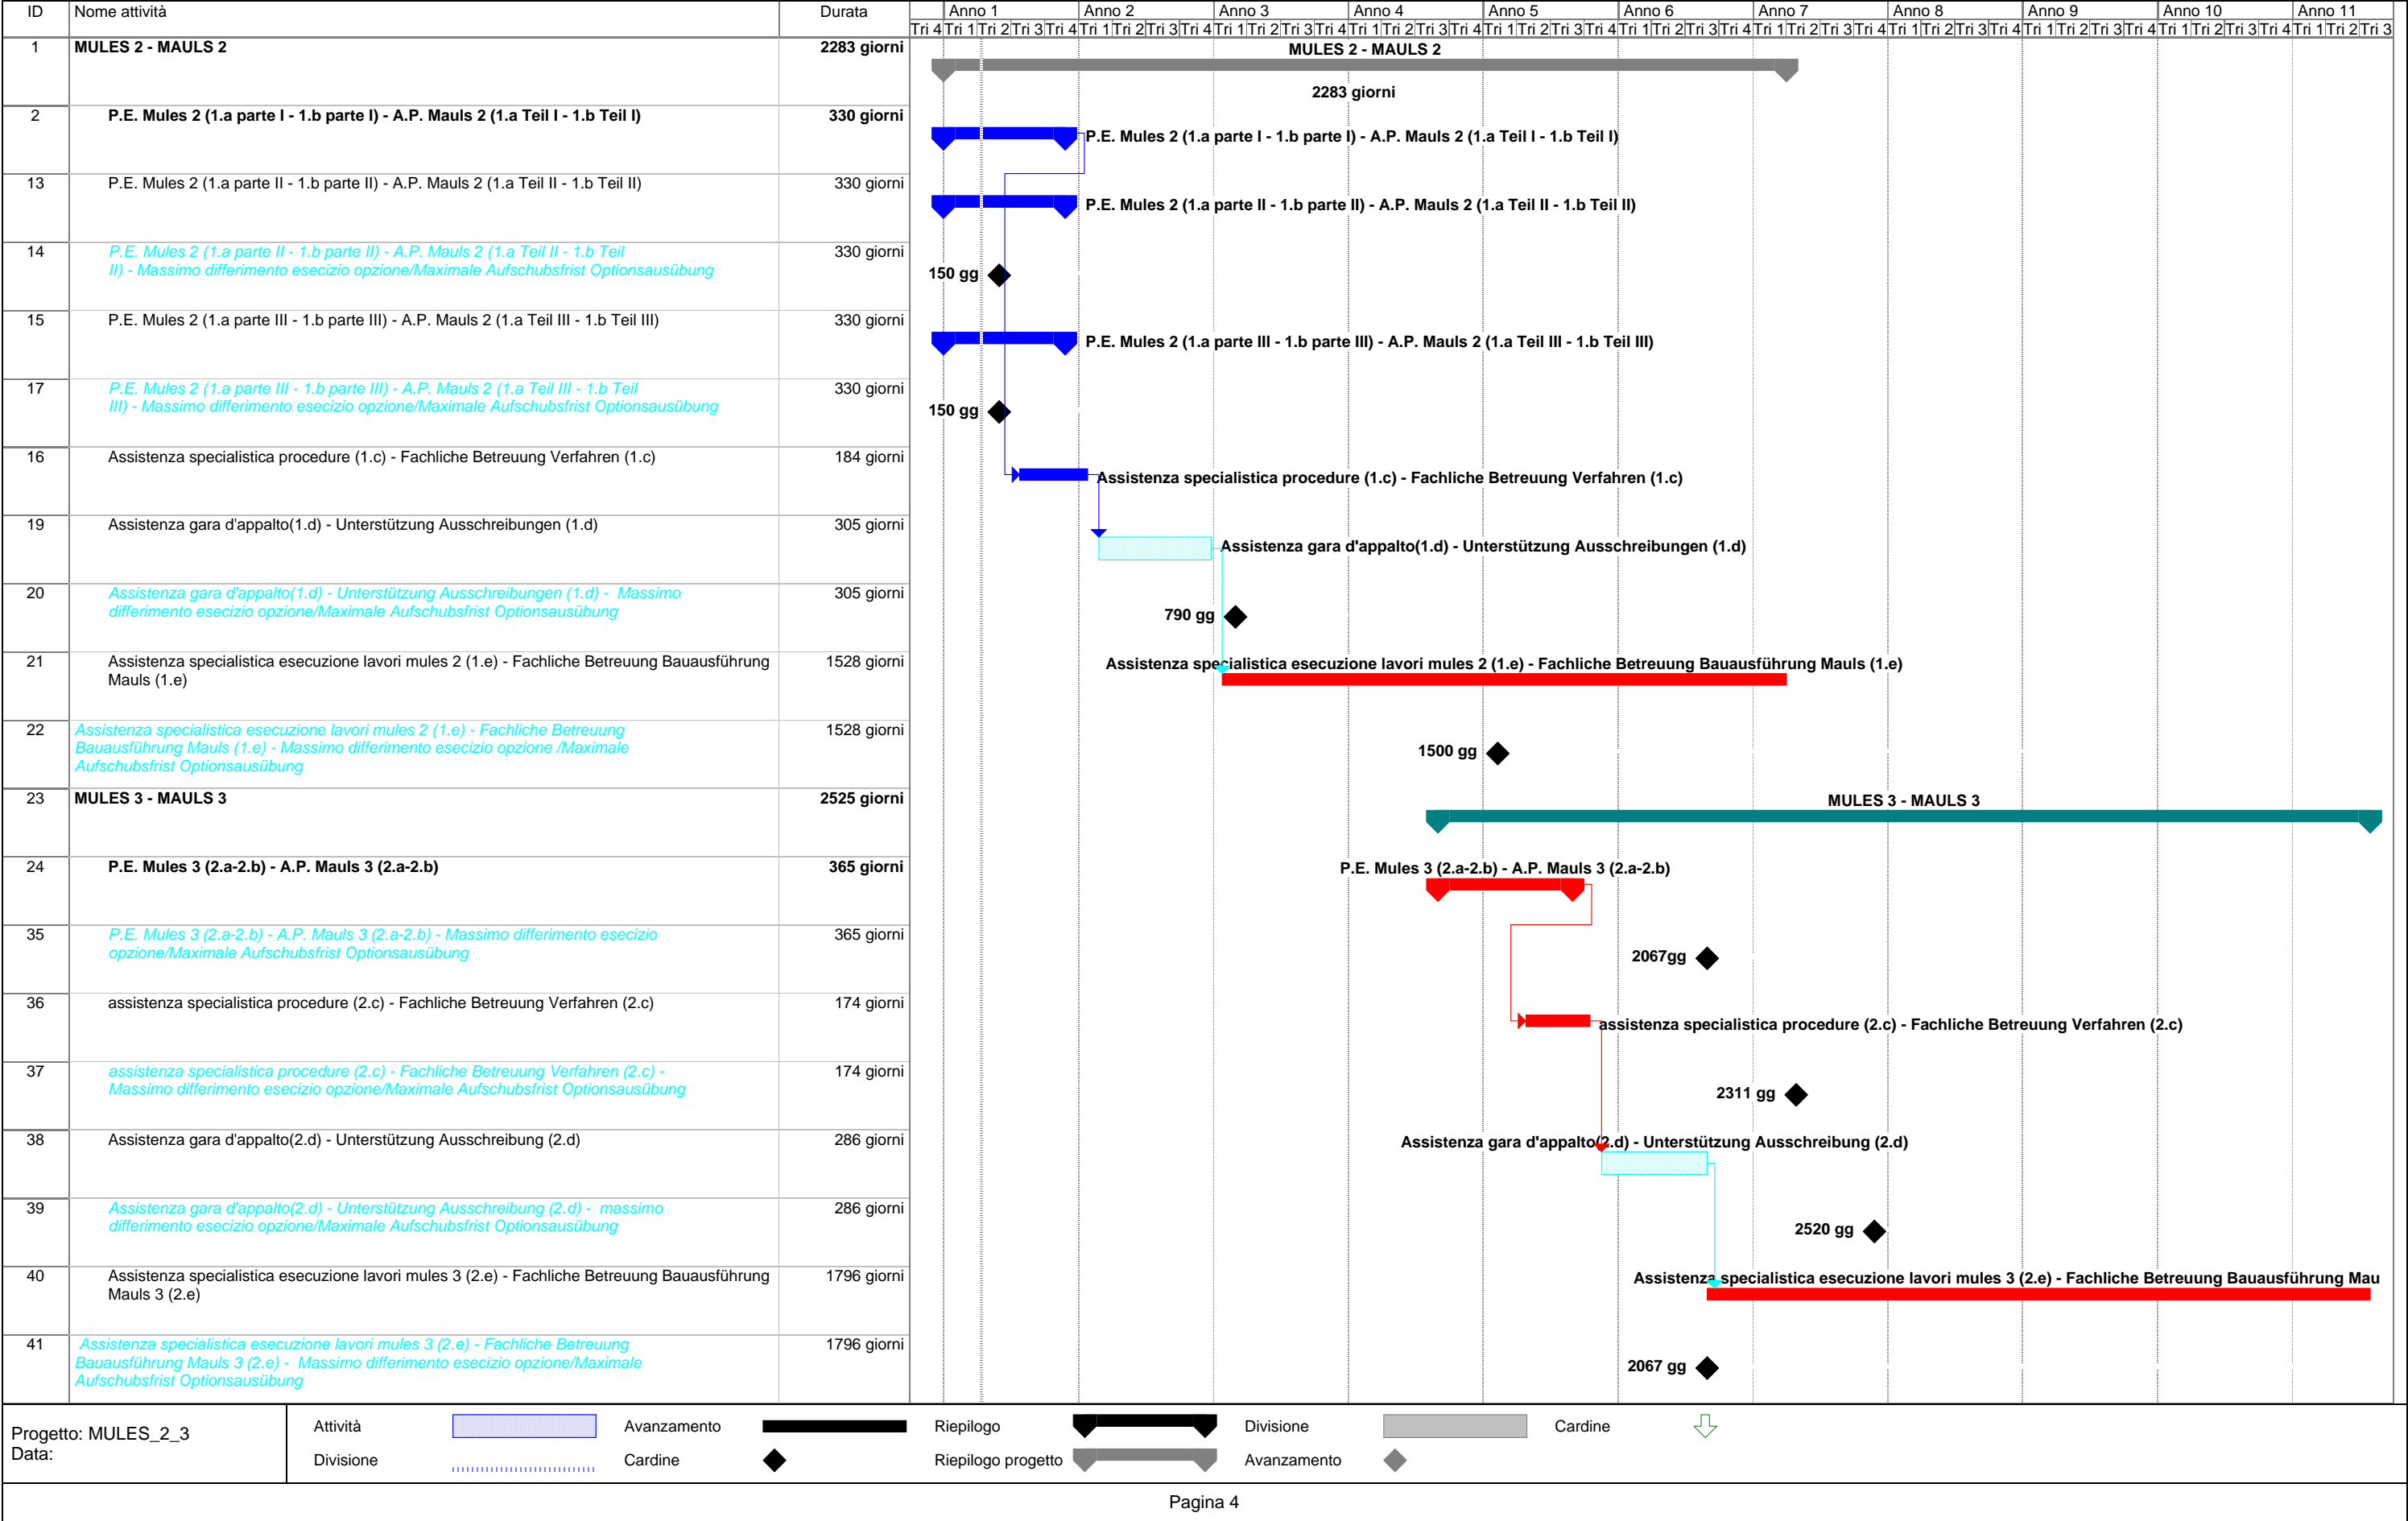 ID Nome attività Durata Anno 1 Anno 2 Anno 3 Anno 4 Anno 5 Anno 6 Anno 7 Anno 8 Anno 9 Anno 10 Anno 11
Tri 4 Tri 1 Tri 2 Tri 3 Tri 4 Tri 1 Tri 2 Tri 3 Tri 4 Tri 1 Tri 2 Tri 3 Tri 4 Tri 1 Tri 2 Tri 3 Tri 4 Tri 1 Tri 2 Tri 3 Tri 4 Tri 1 Tri 2 Tri 3 Tri 4 Tri 1 Tri 2 Tri 3 Tri 4 Tri 1 Tri 2 Tri 3 Tri 4 Tri 1 Tri 2 Tri 3 Tri 4 Tri 1 Tri 2 Tri 3 Tri 4 Tri 1 Tri 2 Tri 3
1 MULES 2 - MAULS 2 2283 giorni
MULES 2 - MAULS 2
2283 giorni
2 P.E. Mules 2 (1.a parte I - 1.b parte I) - A.P. Mauls 2 (1.a Teil I - 1.b Teil I) 330 giorni
P.E. Mules 2 (1.a parte I - 1.b parte I) - A.P. Mauls 2 (1.a Teil I - 1.b Teil I)
13 P.E. Mules 2 (1.a parte II - 1.b parte II) - A.P. Mauls 2 (1.a Teil II - 1.b Teil II) 330 giorni
P.E. Mules 2 (1.a parte II - 1.b parte II) - A.P. Mauls 2 (1.a Teil II - 1.b Teil II)
14 P.E. Mules 2 (1.a parte II - 1.b parte II) - A.P. Mauls 2 (1.a Teil II - 1.b Teil 330 giorni
II) - Massimo differimento esecizio opzione/Maximale Aufschubsfrist Optionsausübung
150 gg
15 P.E. Mules 2 (1.a parte III - 1.b parte III) - A.P. Mauls 2 (1.a Teil III - 1.b Teil III) 330 giorni
P.E. Mules 2 (1.a parte III - 1.b parte III) - A.P. Mauls 2 (1.a Teil III - 1.b Teil III)
17 P.E. Mules 2 (1.a parte III - 1.b parte III) - A.P. Mauls 2 (1.a Teil III - 1.b Teil 330 giorni
III) - Massimo differimento esecizio opzione/Maximale Aufschubsfrist Optionsausübung
150 gg
16 Assistenza specialistica procedure (1.c) - Fachliche Betreuung Verfahren (1.c) 184 giorni
Assistenza specialistica procedure (1.c) - Fachliche Betreuung Verfahren (1.c)
19 Assistenza gara d'appalto(1.d) - Unterstützung Ausschreibungen (1.d) 305 giorni
Assistenza gara d'appalto(1.d) - Unterstützung Ausschreibungen (1.d)
20 Assistenza gara d'appalto(1.d) - Unterstützung Ausschreibungen (1.d) - Massimo 305 giorni
differimento esecizio opzione/Maximale Aufschubsfrist Optionsausübung
790 gg
21 Assistenza specialistica esecuzione lavori mules 2 (1.e) - Fachliche Betreuung Bauausführung 1528 giorni
Mauls (1.e)
Assistenza specialistica esecuzione lavori mules 2 (1.e) - Fachliche Betreuung Bauausführung Mauls (1.e)
22 Assistenza specialistica esecuzione lavori mules 2 (1.e) - Fachliche Betreuung 1528 giorni
Bauausführung Mauls (1.e) - Massimo differimento esecizio opzione /Maximale
Aufschubsfrist Optionsausübung
1500 gg
23 MULES 3 - MAULS 3 2525 giorni
MULES 3 - MAULS 3
24 P.E. Mules 3 (2.a-2.b) - A.P. Mauls 3 (2.a-2.b) 365 giorni
P.E. Mules 3 (2.a-2.b) - A.P. Mauls 3 (2.a-2.b)
35 P.E. Mules 3 (2.a-2.b) - A.P. Mauls 3 (2.a-2.b) - Massimo differimento esecizio 365 giorni
opzione/Maximale Aufschubsfrist Optionsausübung
2067gg
36 assistenza specialistica procedure (2.c) - Fachliche Betreuung Verfahren (2.c) 174 giorni
assistenza specialistica procedure (2.c) - Fachliche Betreuung Verfahren (2.c)
37 assistenza specialistica procedure (2.c) - Fachliche Betreuung Verfahren (2.c) - 174 giorni
Massimo differimento esecizio opzione/Maximale Aufschubsfrist Optionsausübung
2311 gg
38 Assistenza gara d'appalto(2.d) - Unterstützung Ausschreibung (2.d) 286 giorni
Assistenza gara d'appalto(2.d) - Unterstützung Ausschreibung (2.d)
39 Assistenza gara d'appalto(2.d) - Unterstützung Ausschreibung (2.d) - massimo 286 giorni
differimento esecizio opzione/Maximale Aufschubsfrist Optionsausübung
2520 gg
40 Assistenza specialistica esecuzione lavori mules 3 (2.e) - Fachliche Betreuung Bauausführung 1796 giorni
Mauls 3 (2.e)
Assistenza specialistica esecuzione lavori mules 3 (2.e) - Fachliche Betreuung Bauausführung Mau
41 Assistenza specialistica esecuzione lavori mules 3 (2.e) - Fachliche Betreuung 1796 giorni
Bauausführung Mauls 3 (2.e) - Massimo differimento esecizio opzione/Maximale
Aufschubsfrist Optionsausübung
2067 gg
Progetto: MULES_2_3
Data:
Attività Avanzamento Riepilogo Divisione Cardine
Divisione Cardine Riepilogo progetto Avanzamento
Pagina 4